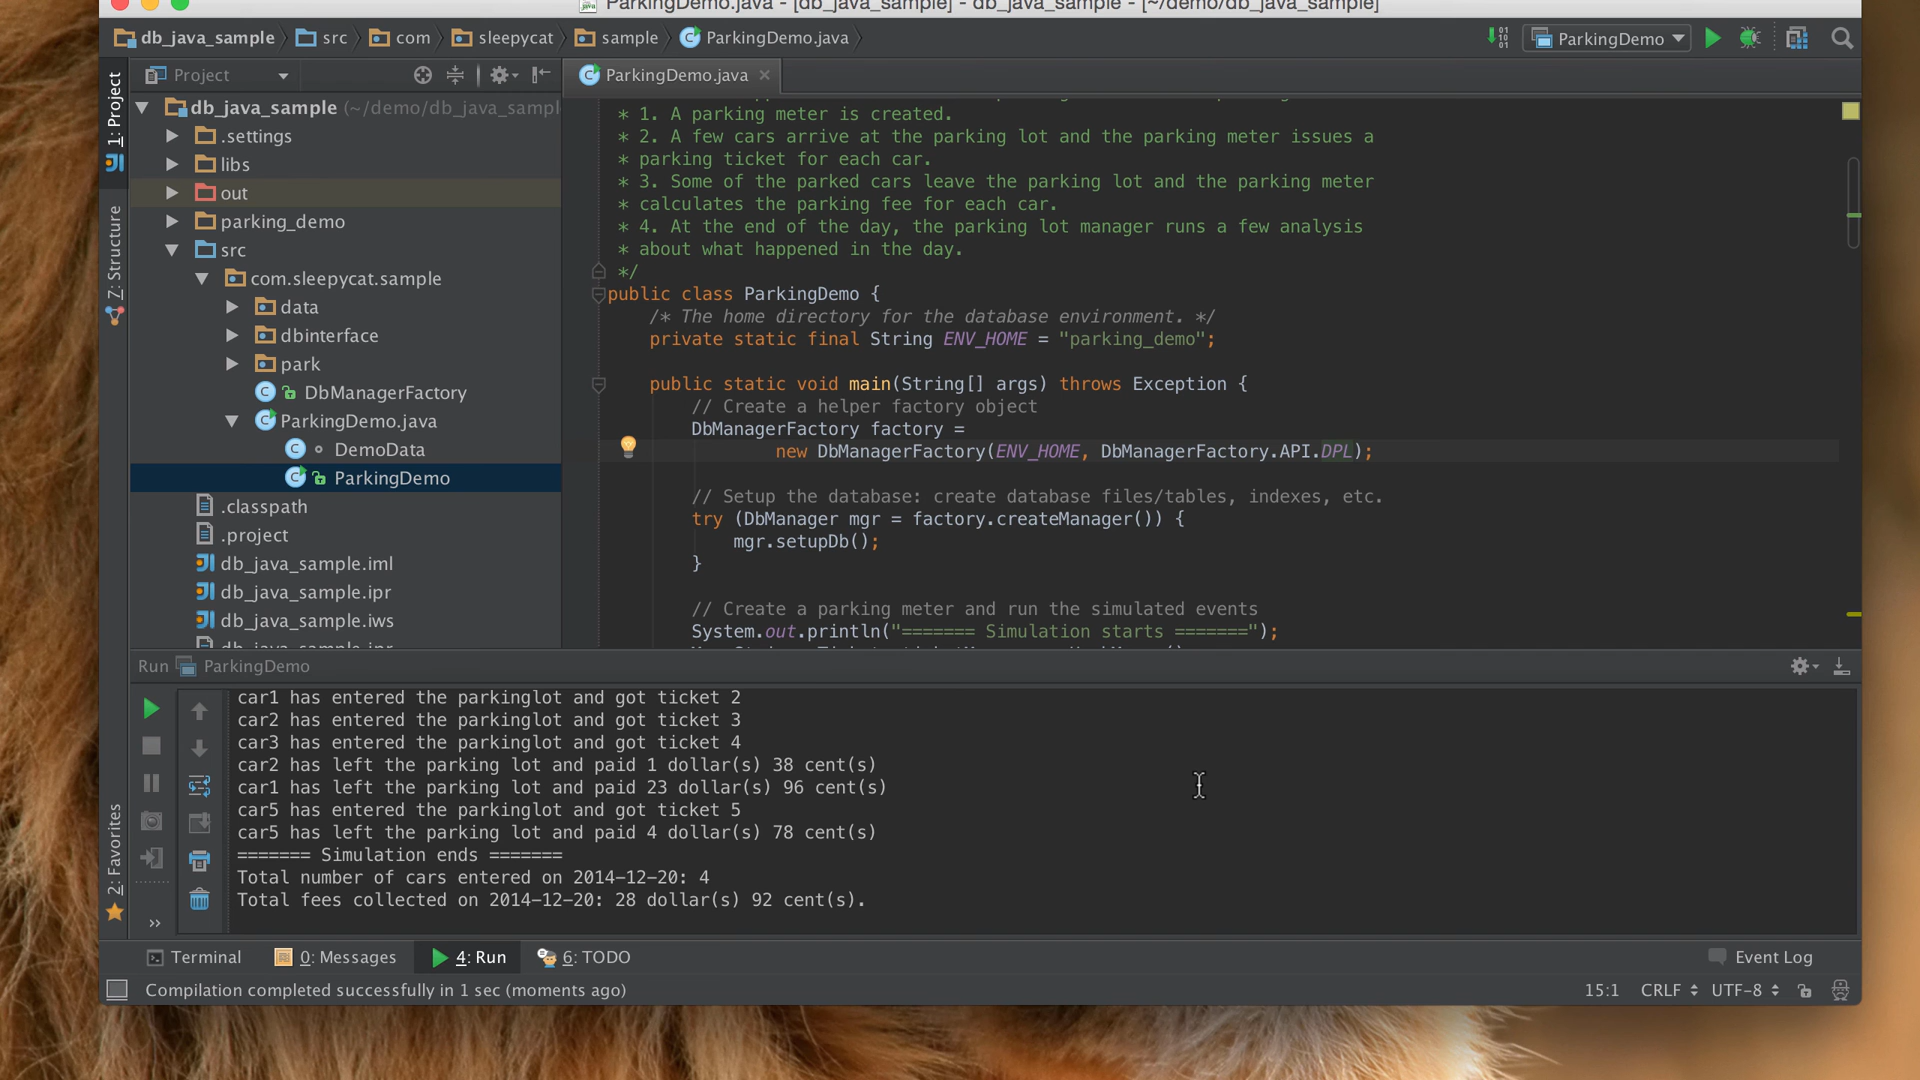 ParkingDemo.java - [db_java_sample] - db_java_sample - [~/demo/db_java_sample]
db_java_sample src com sleepycat sample ParkingDemo.java
ParkingDemo
1: Project
Z: Structure
2: Favorites
Project
db_java_sample (~/demo/db_java_sampl
.settings
libs
out
parking_demo
src
com.sleepycat.sample
data
dbinterface
park
DbManagerFactory
ParkingDemo.java
DemoData
ParkingDemo
.classpath
.project
db_java_sample.iml
db_java_sample.ipr
db_java_sample.iws
ParkingDemo.java
* 1. A parking meter is created.
* 2. A few cars arrive at the parking lot and the parking meter issues a
* parking ticket for each car.
* 3. Some of the parked cars leave the parking lot and the parking meter
* calculates the parking fee for each car.
* 4. At the end of the day, the parking lot manager runs a few analysis
* about what happened in the day.
*/
public class ParkingDemo {
/* The home directory for the database environment. */
private static final String ENV_HOME = "parking_demo";
public static void main(String[] args) throws Exception {
// Create a helper factory object
DbManagerFactory factory =
new DbManagerFactory(ENV_HOME, DbManagerFactory.API.DPL);
// Setup the database: create database files/tables, indexes, etc.
try (DbManager mgr = factory.createManager()) {
mgr.setupDb();
}
// Create a parking meter and run the simulated events
System.out.println("======= Simulation starts =======");
Run ParkingDemo
car1 has entered the parkinglot and got ticket 2
car2 has entered the parkinglot and got ticket 3
car3 has entered the parkinglot and got ticket 4
car2 has left the parking lot and paid 1 dollar(s) 38 cent(s)
car1 has left the parking lot and paid 23 dollar(s) 96 cent(s)
car5 has entered the parkinglot and got ticket 5
car5 has left the parking lot and paid 4 dollar(s) 78 cent(s)
======= Simulation ends =======
Total number of cars entered on 2014-12-20: 4
Total fees collected on 2014-12-20: 28 dollar(s) 92 cent(s).
Terminal 0: Messages 4: Run 6: TODO Event Log
Compilation completed successfully in 1 sec (moments ago) 15:1 CRLF UTF-8